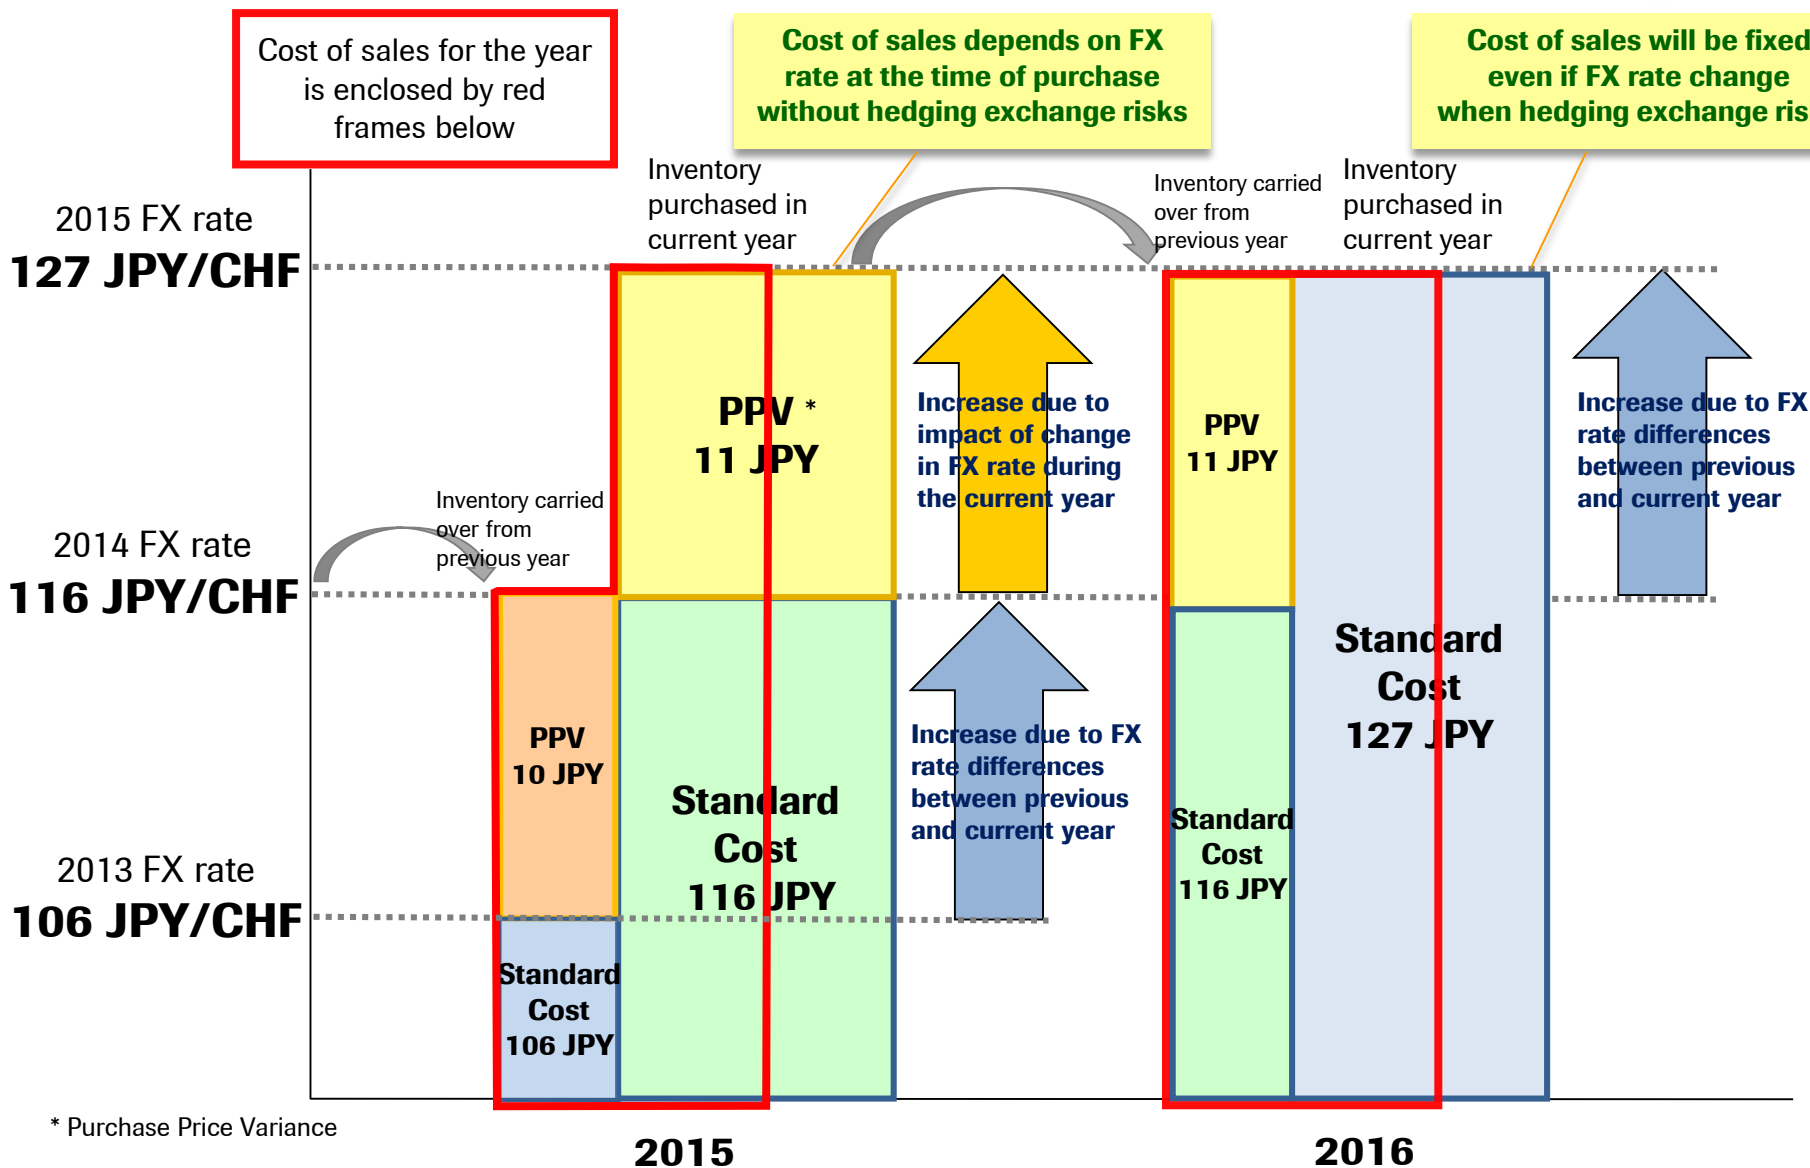 Cost of sales for the year
is enclosed by red
frames below
Cost of sales depends on FX
rate at the time of purchase
without hedging exchange risks
Cost of sales will be fixed
even if FX rate change
when hedging exchange ris
2015 FX rate
127 JPY/CHF
2014 FX rate
116 JPY/CHF
2013 FX rate
106 JPY/CHF
Inventory carried
over from
previous year
Inventory
purchased in
current year
PPV
10 JPY
Standard
Cost
106 JPY
PPV *
11 JPY
Standard
Cost
116 JPY
Increase due to
impact of change
in FX rate during
the current year
Increase due to FX
rate differences
between previous
and current year
Inventory carried
over from
previous year
Inventory
purchased in
current year
PPV
11 JPY
Standard
Cost
116 JPY
Standard
Cost
127 JPY
Increase due to FX
rate differences
between previous
and current year
* Purchase Price Variance
2015
2016